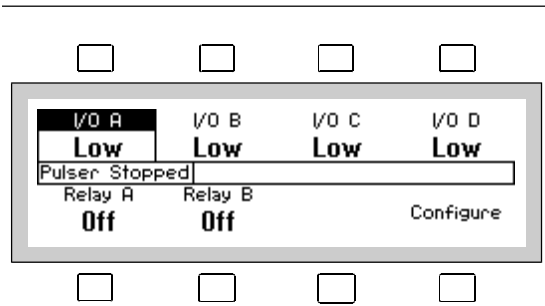 I/O A I/O B I/O C I/O D
Low Low Low Low
Pulser Stopped
Relay A Relay B
Off Off Configure